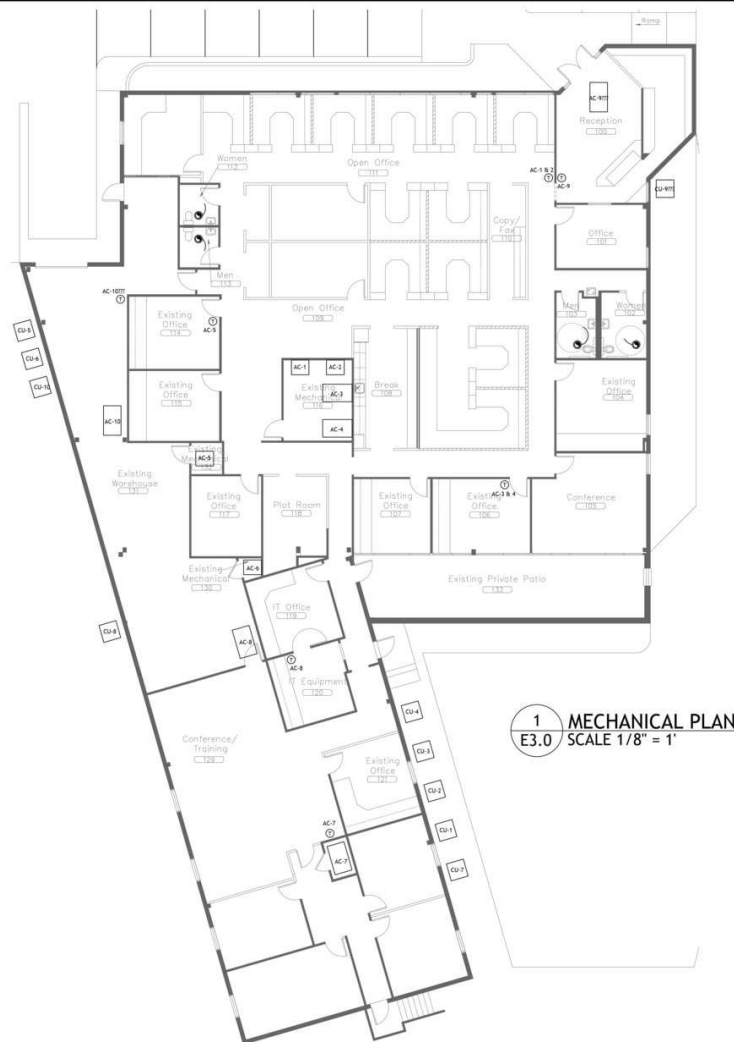 Ramp
AC-9???
Reception
100
Women
112
Open Office
111
AC-1 & 2
T
T
AC-9
CU-9???
Copy/
Fax
110
Office
101
Men
113
AC-10???
T
Existing
Office
114
T
AC-5
Open Office
109
Men
103
Women
102
CU-5
CU-6
CU-10
AC-1
AC-2
Existing
Mechanical
116
AC-3
AC-4
Break
108
Existing
Office
115
Existing
Office
104
AC-10
Existing
Mechanical
AC-5
Existing
Warehouse
131
Existing
Office
117
Plot Room
118
Existing
Office
107
AC-3 & 4
T
Existing
Office
106
Conference
105
Existing
Mechanical
130
AC-6
Existing Private Patio
133
IT Office
119
CU-8
AC-8
T
AC-8
IT Equipment
120
CU-4
1
E3.0
MECHANICAL PLAN
SCALE 1/8" = 1'
Conference/
Training
129
CU-3
Existing
Office
121
CU-2
AC-7
T
CU-1
AC-7
CU-7